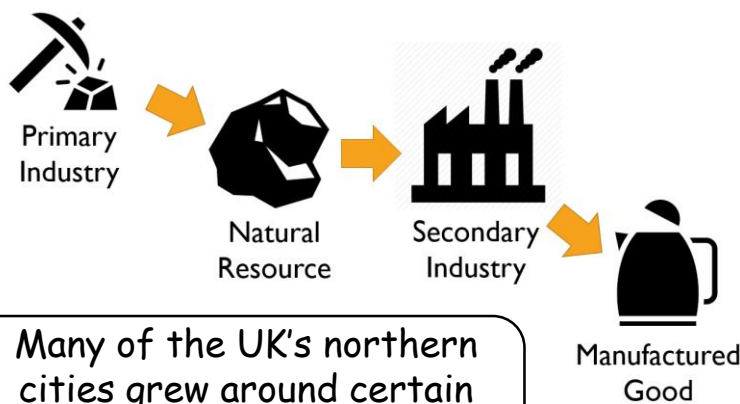 Primary
Industry
Natural
Resource
Secondary
Industry
Manufactured
Good
Many of the UK's northern
cities grew around certain